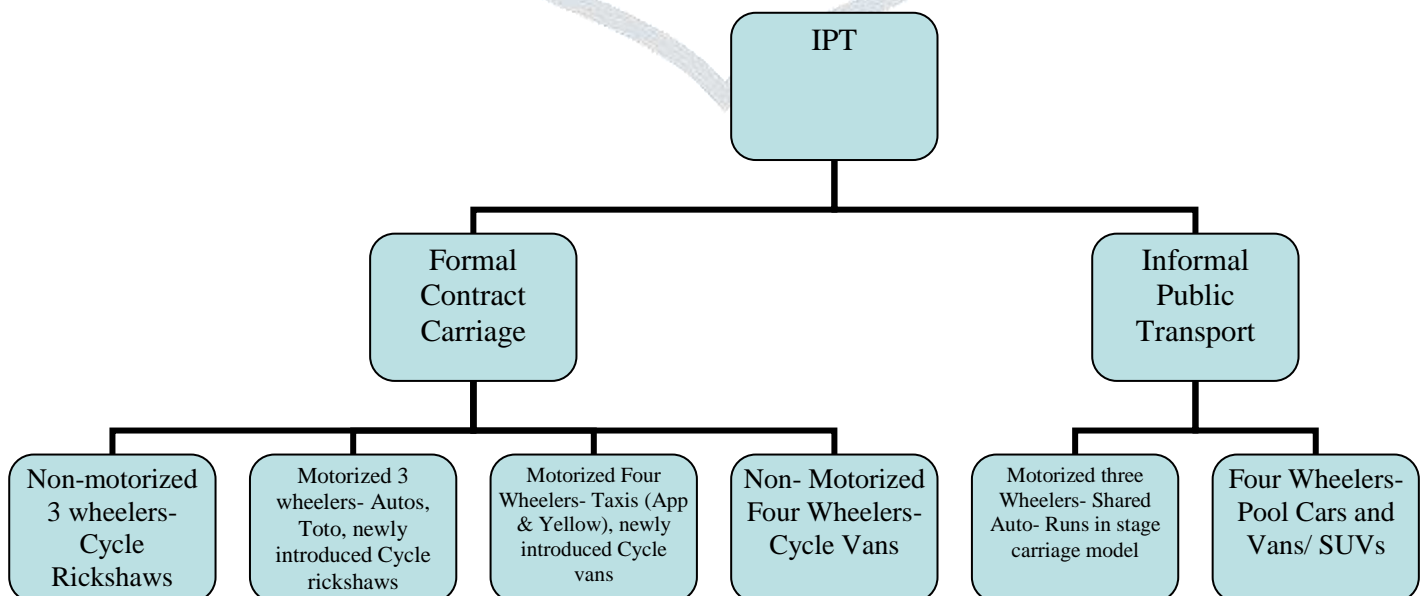 IPT
Formal
Contract
Carriage
Informal
Public
Transport
Non-motorized
3 wheelers-
Cycle
Rickshaws
Motorized 3
wheelers- Autos,
Toto, newly
introduced Cycle
rickshaws
Motorized Four
Wheelers- Taxis (App
& Yellow), newly
introduced Cycle
vans
Non- Motorized
Four Wheelers-
Cycle Vans
Motorized three
Wheelers- Shared
Auto- Runs in stage
carriage model
Four Wheelers-
Pool Cars and
Vans/ SUVs